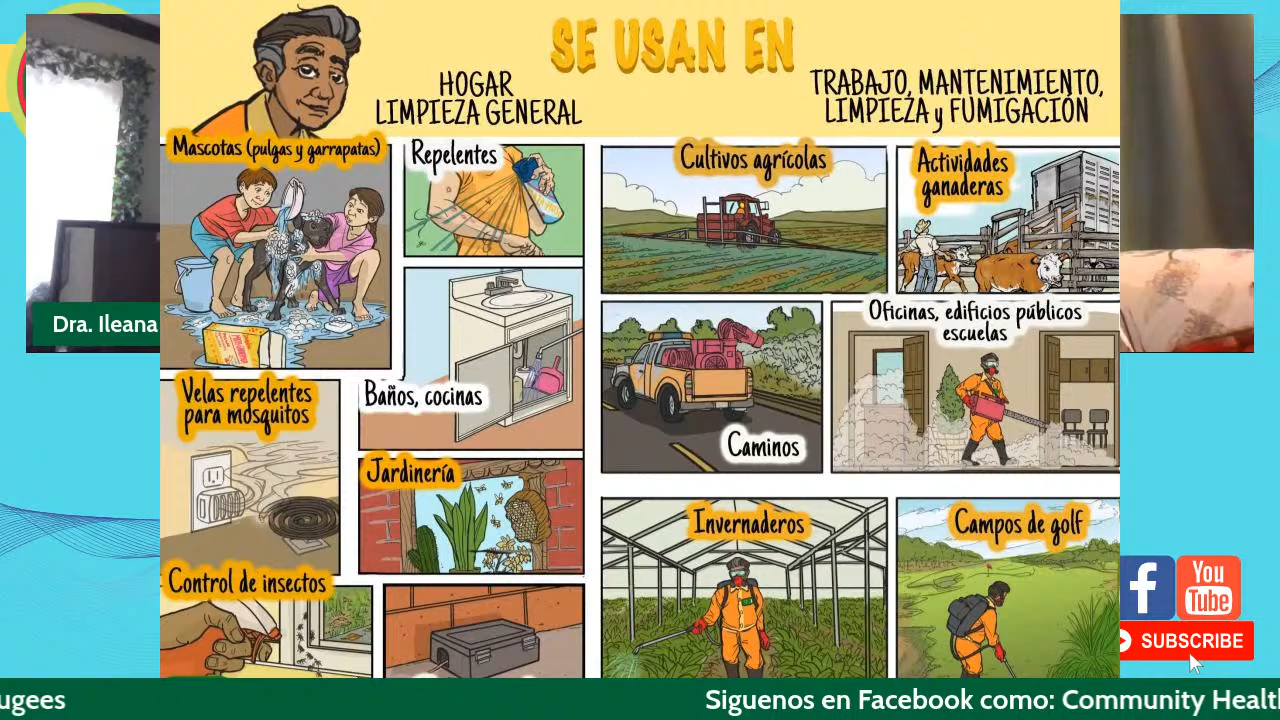 SE USAN EN
HOGAR
LIMPIEZA GENERAL
TRABAJO, MANTENIMIENTO,
LIMPIEZA y FUMIGACIÓN
Mascotas (pulgas y garrapatas)
Repelentes
Cultivos agrícolas
Actividades
ganaderas
Dra. Ileana
Oficinas, edificios públicos
escuelas
Velas repelentes
para mosquitos
Baños, cocinas
Caminos
Jardinería
Invernaderos
Campos de golf
Control de insectos
You
Tube
SUBSCRIBE
ugees
Siguenos en Facebook como: Community Healt